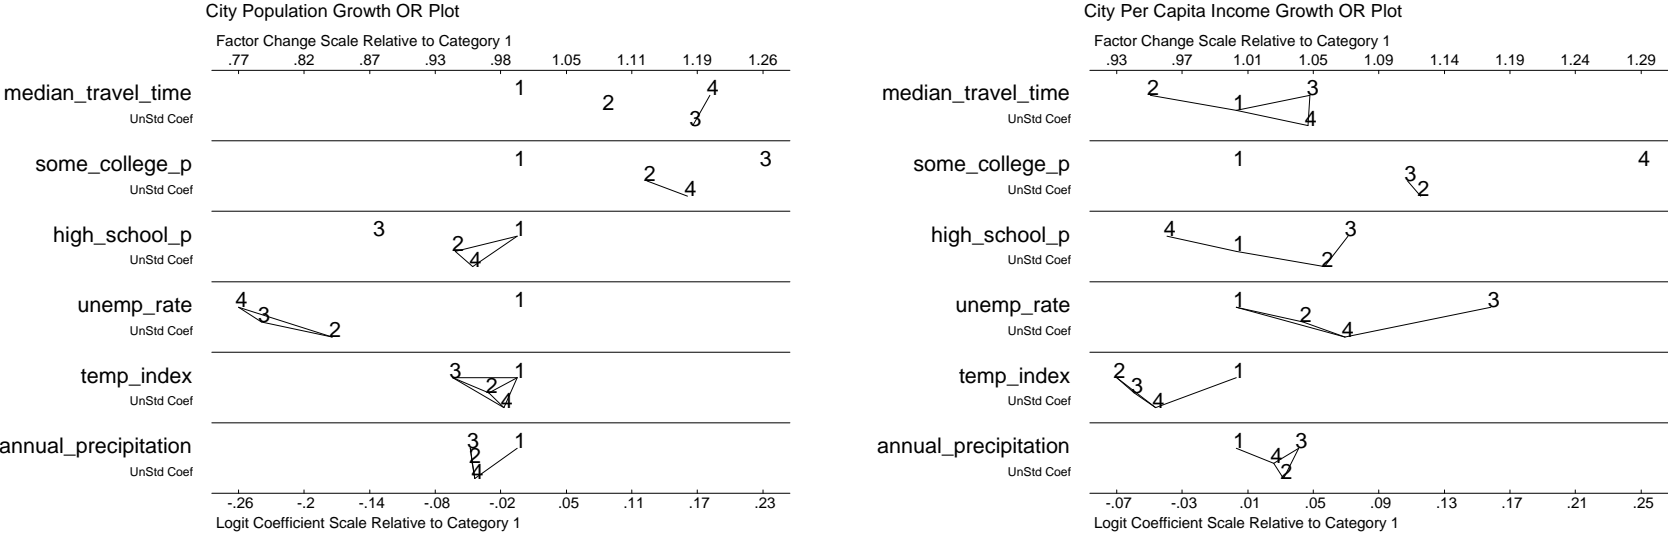 City Population Growth OR Plot
Factor Change Scale Relative to Category 1
.77 .82 .87 .93 .98 1.05 1.11 1.19 1.26
median_travel_time
UnStd Coef
1 2 3 4
some_college_p
UnStd Coef
1 2 3 4
high_school_p
UnStd Coef
3 2 4 1
unemp_rate
UnStd Coef
4 3 2 1
temp_index
UnStd Coef
3 2 4 1
annual_precipitation
UnStd Coef
3 2 4 1
-.26 -.2 -.14 -.08 -.02 .05 .11 .17 .23
Logit Coefficient Scale Relative to Category 1
City Per Capita Income Growth OR Plot
Factor Change Scale Relative to Category 1
.93 .97 1.01 1.05 1.09 1.14 1.19 1.24 1.29
median_travel_time
UnStd Coef
2 1 3 4
some_college_p
UnStd Coef
1 3 2 4
high_school_p
UnStd Coef
4 1 2 3
unemp_rate
UnStd Coef
1 2 4 3
temp_index
UnStd Coef
2 3 4 1
annual_precipitation
UnStd Coef
1 4 2 3
-.07 -.03 .01 .05 .09 .13 .17 .21 .25
Logit Coefficient Scale Relative to Category 1